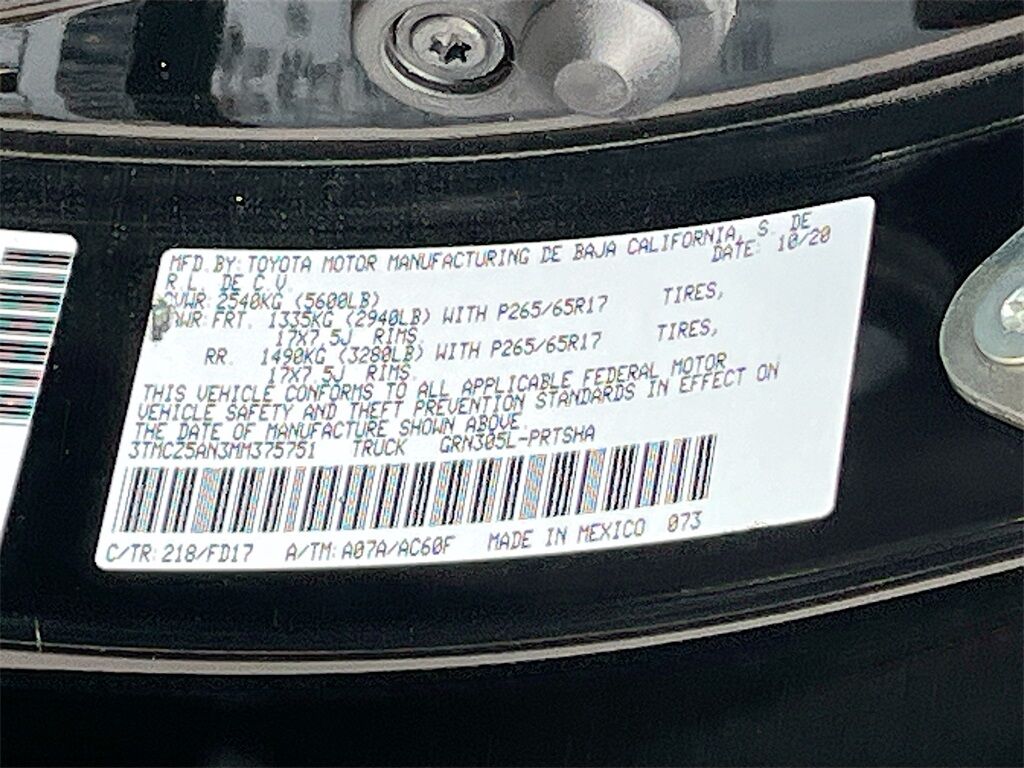 MFD. BY: TOYOTA MOTOR MANUFACTURING DE BAJA CALIFORNIA, S. DE
R.L. DE C.V. DATE: 10/20
GVWR: 2540KG (5600LB)
GAWR: FRT. 1335KG (2940LB) WITH P265/65R17 TIRES,
17X7.5J RIMS,
RR. 1490KG (3280LB) WITH P265/65R17 TIRES,
17X7.5J RIMS.
THIS VEHICLE CONFORMS TO ALL APPLICABLE FEDERAL MOTOR
VEHICLE SAFETY AND THEFT PREVENTION STANDARDS IN EFFECT ON
THE DATE OF MANUFACTURE SHOWN ABOVE.
3TMCZ5AN3MM375751 TRUCK GRN305L-PRTSHA
C/TR: 218/FD17 A/TM: A07A/AC60F MADE IN MEXICO 073